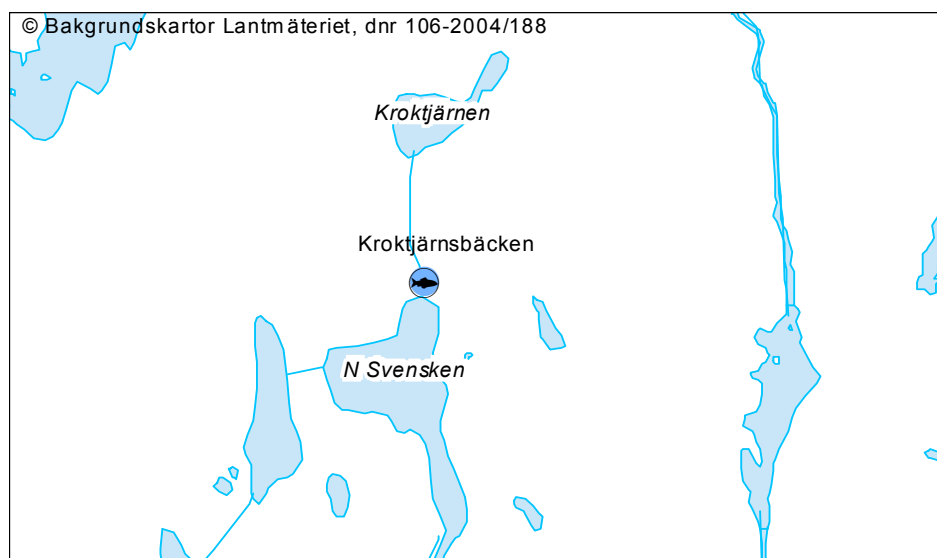 © Bakgrundskartor Lantmäteriet, dnr 106-2004/188
Kroktjärnen
Kroktjärnsbäcken
N Svensken